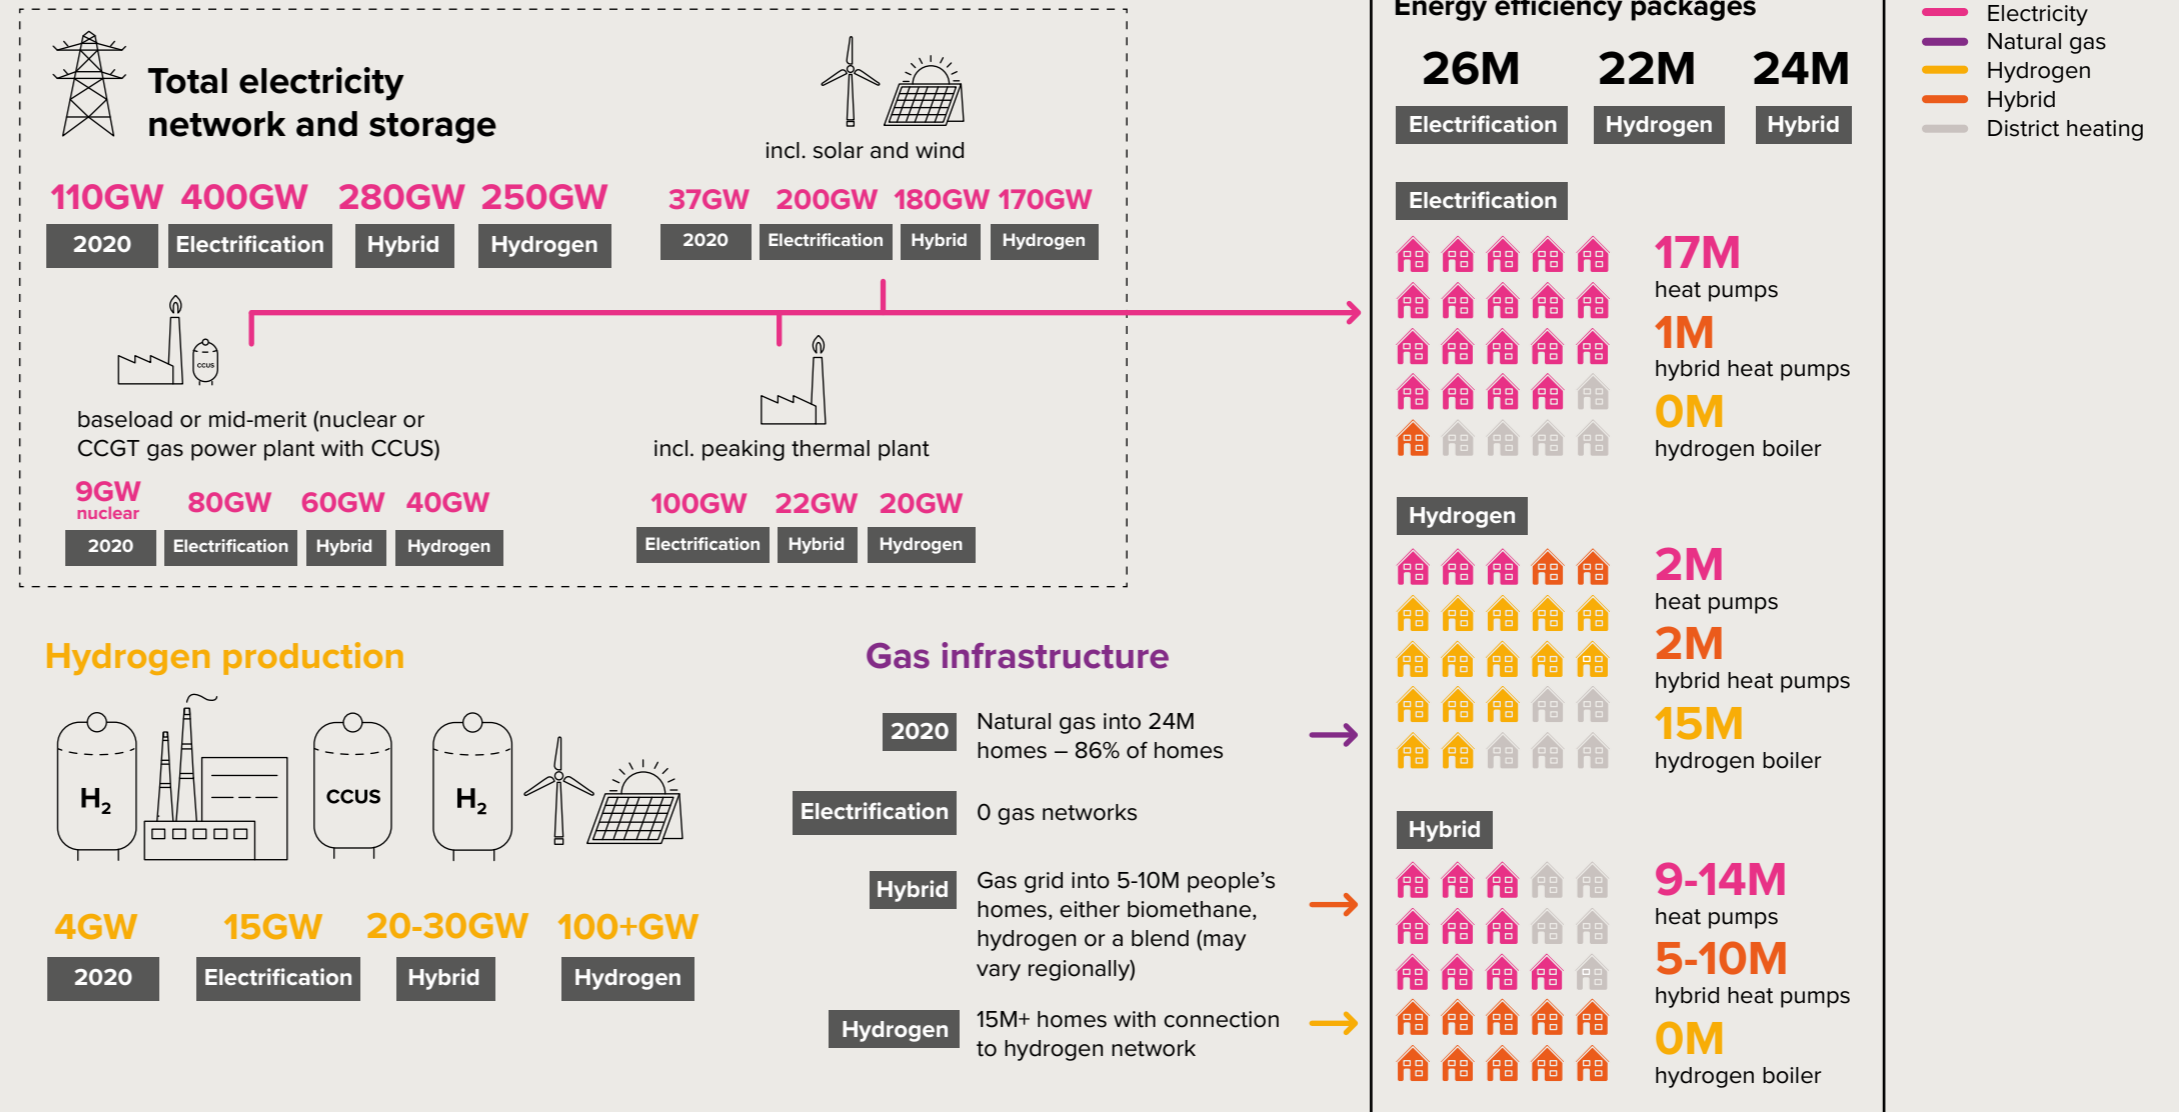 Total electricity
network and storage
110GW 400GW 280GW 250GW
2020 Electrification Hybrid Hydrogen
incl. solar and wind
37GW 200GW 180GW 170GW
2020 Electrification Hybrid Hydrogen
CCUS
baseload or mid-merit (nuclear or
CCGT gas power plant with CCUS)
9GW
nuclear
80GW 60GW 40GW
2020 Electrification Hybrid Hydrogen
incl. peaking thermal plant
100GW 22GW 20GW
Electrification Hybrid Hydrogen
Hydrogen production
H₂ CCUS H₂
4GW 15GW 20-30GW 100+GW
2020 Electrification Hybrid Hydrogen
Gas infrastructure
2020
Natural gas into 24M
homes – 86% of homes
Electrification
0 gas networks
Hybrid
Gas grid into 5-10M people’s
homes, either biomethane,
hydrogen or a blend (may
vary regionally)
Hydrogen
15M+ homes with connection
to hydrogen network
Energy efficiency packages
26M 22M 24M
Electrification Hydrogen Hybrid
Electrification
17M
heat pumps
1M
hybrid heat pumps
0M
hydrogen boiler
Hydrogen
2M
heat pumps
2M
hybrid heat pumps
15M
hydrogen boiler
Hybrid
9-14M
heat pumps
5-10M
hybrid heat pumps
0M
hydrogen boiler
Electricity
Natural gas
Hydrogen
Hybrid
District heating